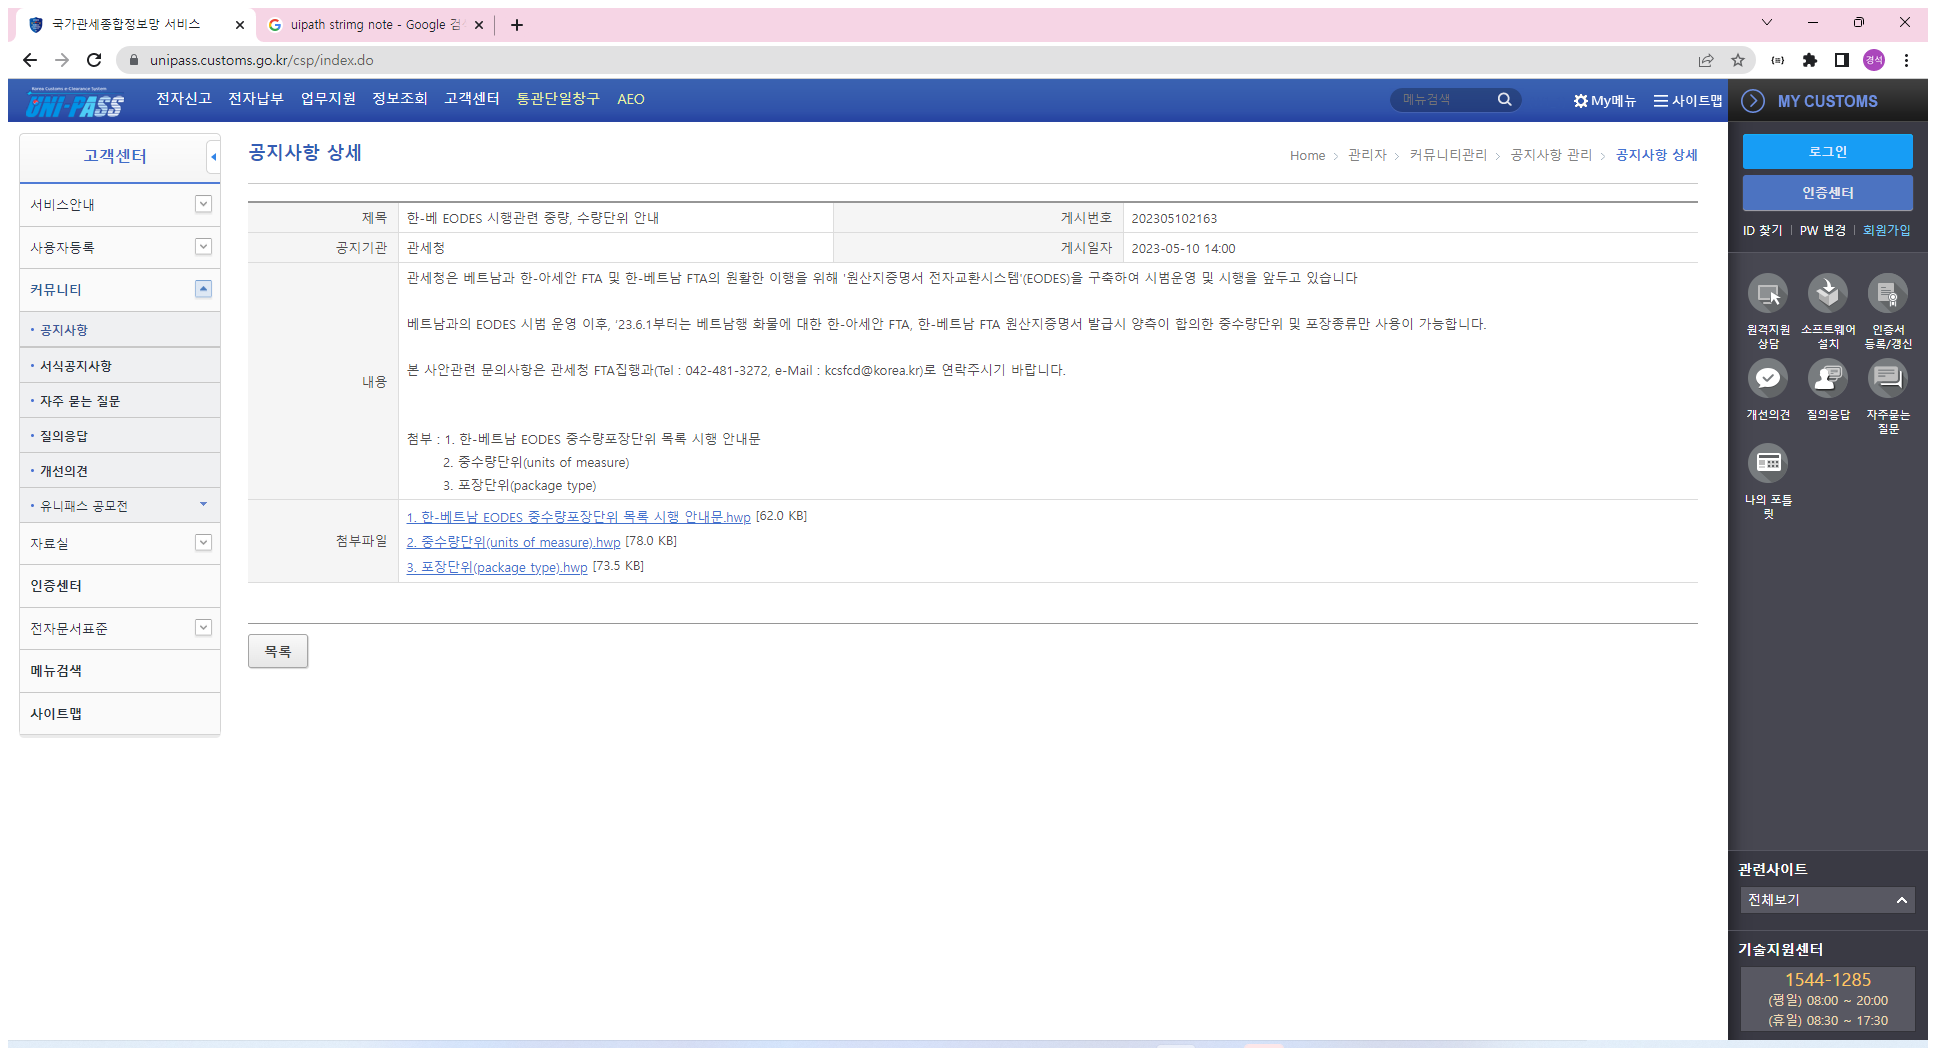 국가관세종합정보망 서비스
uipath strimg note - Google 검
unipass.customs.go.kr/csp/index.do
경석
Korea Customs e-Clearance System
UNI-PASS
전자신고 전자납부 업무지원 정보조회 고객센터 통관단일창구 AEO
메뉴검색
My메뉴 사이트맵
MY CUSTOMS
고객센터
서비스안내
사용자등록
커뮤니티
공지사항
서식공지사항
자주 묻는 질문
질의응답
개선의견
유니패스 공모전
자료실
인증센터
전자문서표준
메뉴검색
사이트맵
공지사항 상세
Home > 관리자 > 커뮤니티관리 > 공지사항 관리 > 공지사항 상세
제목 한-베 EODES 시행관련 중량, 수량단위 안내 게시번호 202305102163
공지기관 관세청 게시일자 2023-05-10 14:00
내용
관세청은 베트남과 한-아세안 FTA 및 한-베트남 FTA의 원활한 이행을 위해 '원산지증명서 전자교환시스템'(EODES)을 구축하여 시범운영 및 시행을 앞두고 있습니다
베트남과의 EODES 시범 운영 이후, '23.6.1부터는 베트남행 화물에 대한 한-아세안 FTA, 한-베트남 FTA 원산지증명서 발급시 양측이 합의한 중수량단위 및 포장종류만 사용이 가능합니다.
본 사안관련 문의사항은 관세청 FTA집행과(Tel : 042-481-3272, e-Mail : kcsfcd@korea.kr)로 연락주시기 바랍니다.
첨부 : 1. 한-베트남 EODES 중수량포장단위 목록 시행 안내문
2. 중수량단위(units of measure)
3. 포장단위(package type)
첨부파일
1. 한-베트남 EODES 중수량포장단위 목록 시행 안내문.hwp [62.0 KB]
2. 중수량단위(units of measure).hwp [78.0 KB]
3. 포장단위(package type).hwp [73.5 KB]
목록
로그인
인증센터
ID 찾기 | PW 변경 | 회원가입
원격지원 상담
소프트웨어 설치
인증서 등록/갱신
개선의견
질의응답
자주묻는 질문
나의 포틀릿
관련사이트
전체보기
기술지원센터
1544-1285
(평일) 08:00 ~ 20:00
(휴일) 08:30 ~ 17:30